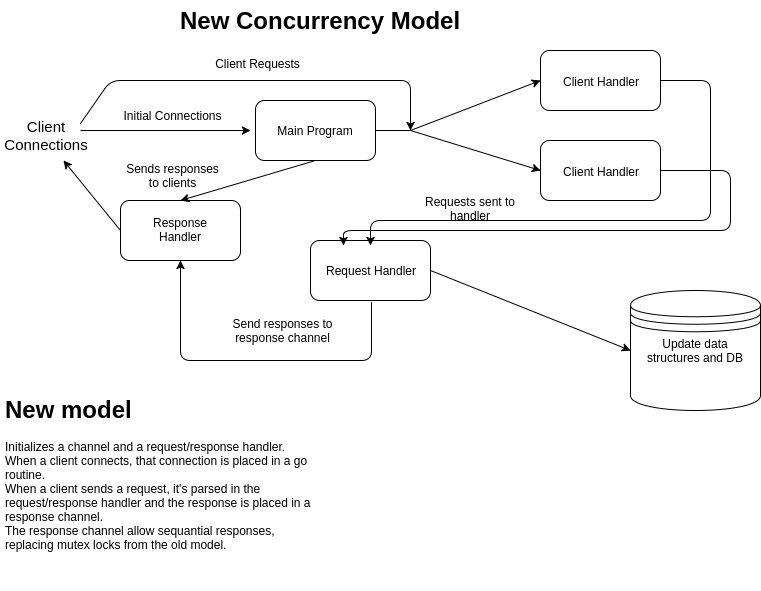 New Concurrency Model
Client Requests
Client Handler
Initial Connections
Client
Connections
Main Program
Sends responses
to clients
Client Handler
Response
Handler
Requests sent to
handler
Request Handler
Send responses to
response channel
Update data
structures and DB
New model
Initializes a channel and a request/response handler.
When a client connects, that connection is placed in a go
routine.
When a client sends a request, it's parsed in the
request/response handler and the response is placed in a
response channel.
The response channel allow sequantial responses,
replacing mutex locks from the old model.